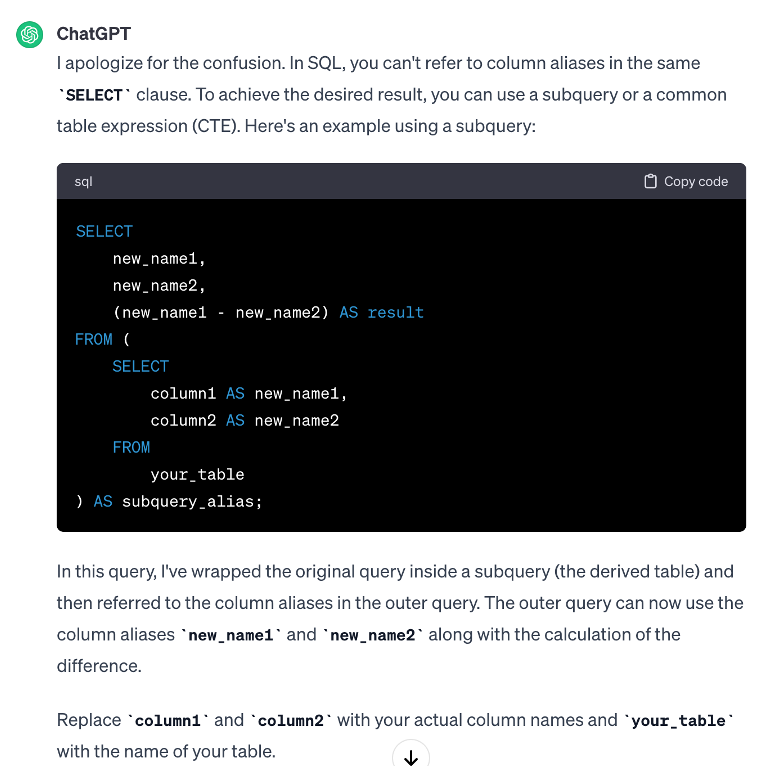 ChatGPT
I apologize for the confusion. In SQL, you can't refer to column aliases in the same
`SELECT` clause. To achieve the desired result, you can use a subquery or a common
table expression (CTE). Here's an example using a subquery:
sql Copy code
SELECT
    new_name1,
    new_name2,
    (new_name1 - new_name2) AS result
FROM (
    SELECT
        column1 AS new_name1,
        column2 AS new_name2
    FROM
        your_table
) AS subquery_alias;
In this query, I've wrapped the original query inside a subquery (the derived table) and
then referred to the column aliases in the outer query. The outer query can now use the
column aliases `new_name1` and `new_name2` along with the calculation of the
difference.
Replace `column1` and `column2` with your actual column names and `your_table`
with the name of your table.